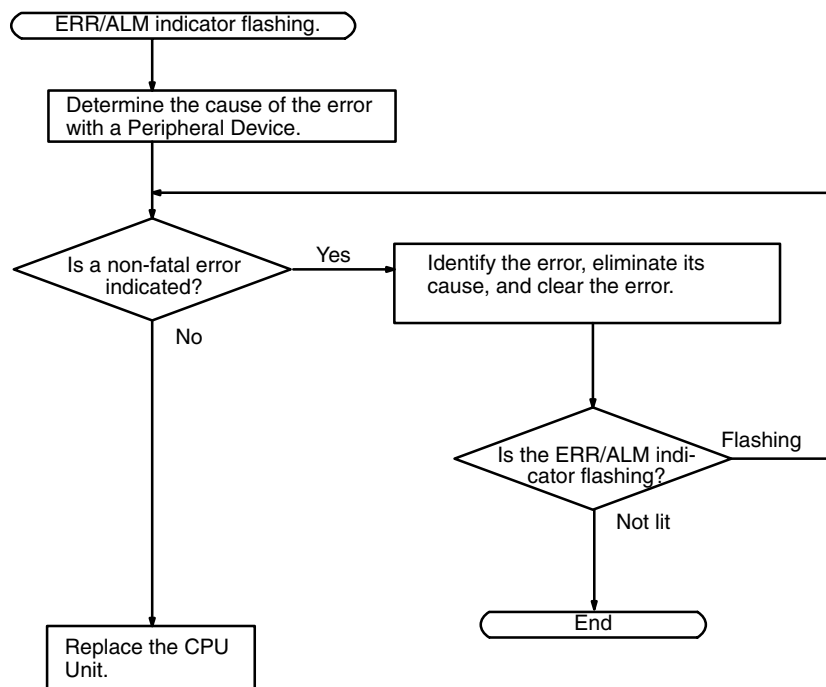 ERR/ALM indicator flashing.
Determine the cause of the error
with a Peripheral Device.
Is a non-fatal error
indicated?
Yes
Identify the error, eliminate its
cause, and clear the error.
No
Is the ERR/ALM indi-
cator flashing?
Flashing
Not lit
End
Replace the CPU
Unit.